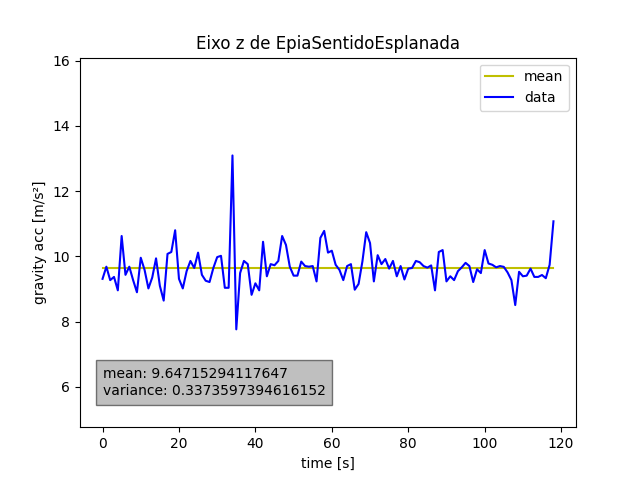 Eixo z de EpiaSentidoEsplanada
16
14
12
10
8
6
gravity acc [m/s²]
mean
data
mean: 9.64715294117647
variance: 0.3373597394616152
0 20 40 60 80 100 120
time [s]